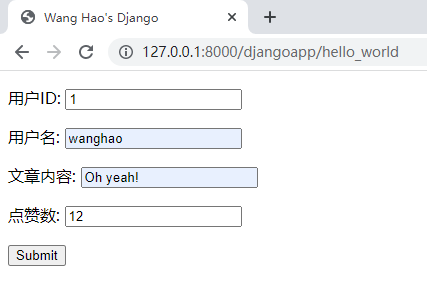 Wang Hao's Django
127.0.0.1:8000/djangoapp/hello_world
用户ID: 1
用户名: wanghao
文章内容: Oh yeah!
点赞数: 12
Submit